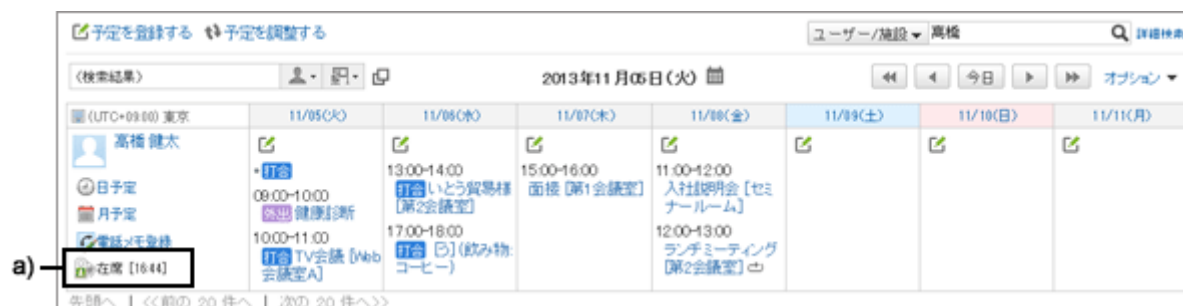 予定を登録する 予定を調整する ユーザー/施設 高橋 詳細検索
(検索結果) 2013年11月05日(火) 今日 オプション
(UTC+09:00) 東京 11/05(火) 11/06(水) 11/07(木) 11/08(金) 11/09(土) 11/10(日) 11/11(月)
高橋 健太
日予定
月予定
電話メモ登録
a) 在席 [16:44]
打合
09:00-10:00
外出 健康診断
10:00-11:00
打合 TV会議 [Web
会議室A]
13:00-14:00
打合 いとう貿易様
[第2会議室]
17:00-18:00
打合 (飲み物:
コーヒー)
15:00-16:00
面接 [第1会議室]
11:00-12:00
入社説明会 [セミ
ナールーム]
12:00-13:00
ランチミーティング
[第2会議室]
先頭へ | <<前の 20 件へ | 次の 20 件へ>>